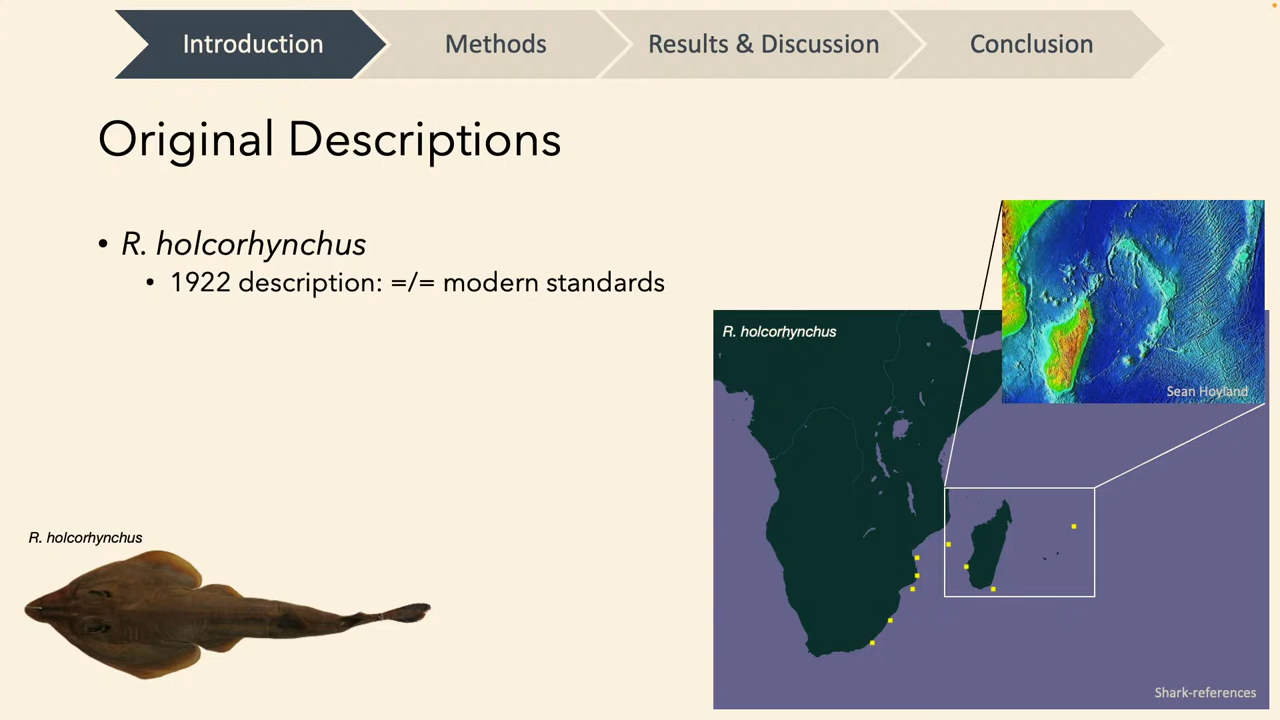 Introduction
Methods
Results & Discussion
Conclusion
Original Descriptions
• R. holcorhynchus
• 1922 description: =/= modern standards
R. holcorhynchus
Sean Hoyland
Shark-references
R. holcorhynchus